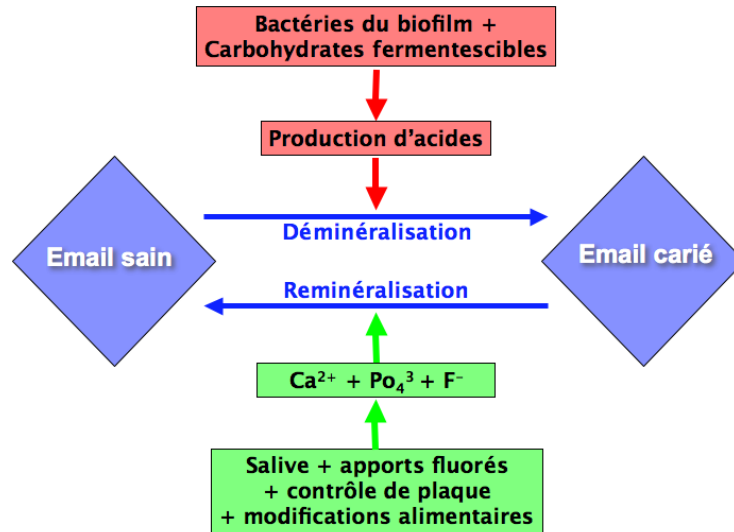 Bactéries du biofilm +
Carbohydrates fermentescibles
Production d'acides
Déminéralisation
Email sain
Email carié
Reminéralisation
Ca²⁺ + Po₄³ + F⁻
Salive + apports fluorés
+ contrôle de plaque
+ modifications alimentaires